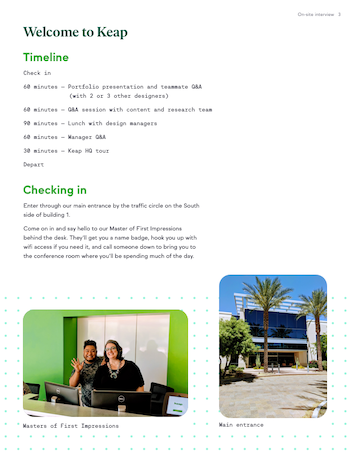 On-site interview 3
Welcome to Keap
Timeline
Check in
60 minutes — Portfolio presentation and teammate Q&A
(with 2 or 3 other designers)
60 minutes — Q&A session with content and research team
90 minutes — Lunch with design managers
60 minutes — Manager Q&A
30 minutes — Keap HQ tour
Depart
Checking in
Enter through our main entrance by the traffic circle on the South
side of building 1.
Come on in and say hello to our Master of First Impressions
behind the desk. They'll get you a name badge, hook you up with
wifi access if you need it, and call someone down to bring you to
the conference room where you'll be spending much of the day.
Masters of First Impressions
Main entrance